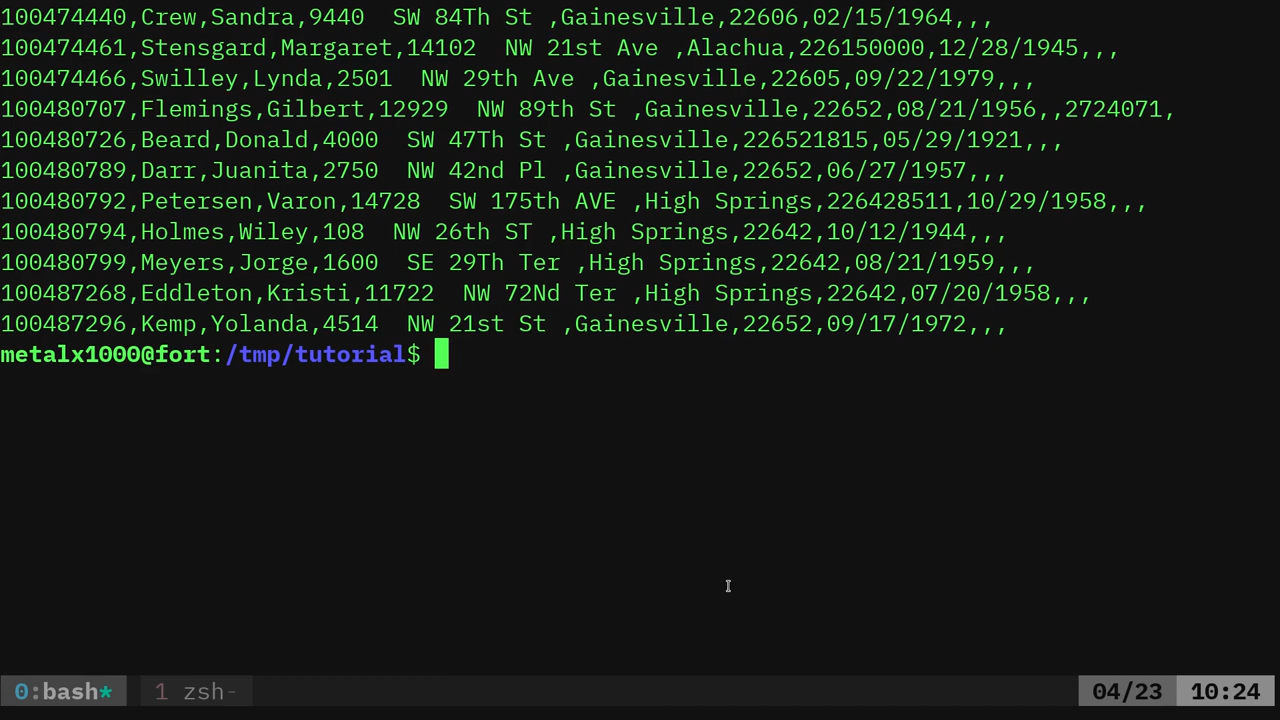 100474440,Crew,Sandra,9440  SW 84Th St ,Gainesville,22606,02/15/1964,,,
100474461,Stensgard,Margaret,14102  NW 21st Ave ,Alachua,226150000,12/28/1945,,,
100474466,Swilley,Lynda,2501  NW 29th Ave ,Gainesville,22605,09/22/1979,,,
100480707,Flemings,Gilbert,12929  NW 89th St ,Gainesville,22652,08/21/1956,,2724071,
100480726,Beard,Donald,4000  SW 47Th St ,Gainesville,226521815,05/29/1921,,,
100480789,Darr,Juanita,2750  NW 42nd Pl ,Gainesville,22652,06/27/1957,,,
100480792,Petersen,Varon,14728  SW 175th AVE ,High Springs,226428511,10/29/1958,,,
100480794,Holmes,Wiley,108  NW 26th ST ,High Springs,22642,10/12/1944,,,
100480799,Meyers,Jorge,1600  SE 29Th Ter ,High Springs,22642,08/21/1959,,,
100487268,Eddleton,Kristi,11722  NW 72Nd Ter ,High Springs,22642,07/20/1958,,,
100487296,Kemp,Yolanda,4514  NW 21st St ,Gainesville,22652,09/17/1972,,,
metalx1000@fort:/tmp/tutorial$
0:bash* 1 zsh- 04/23 10:24